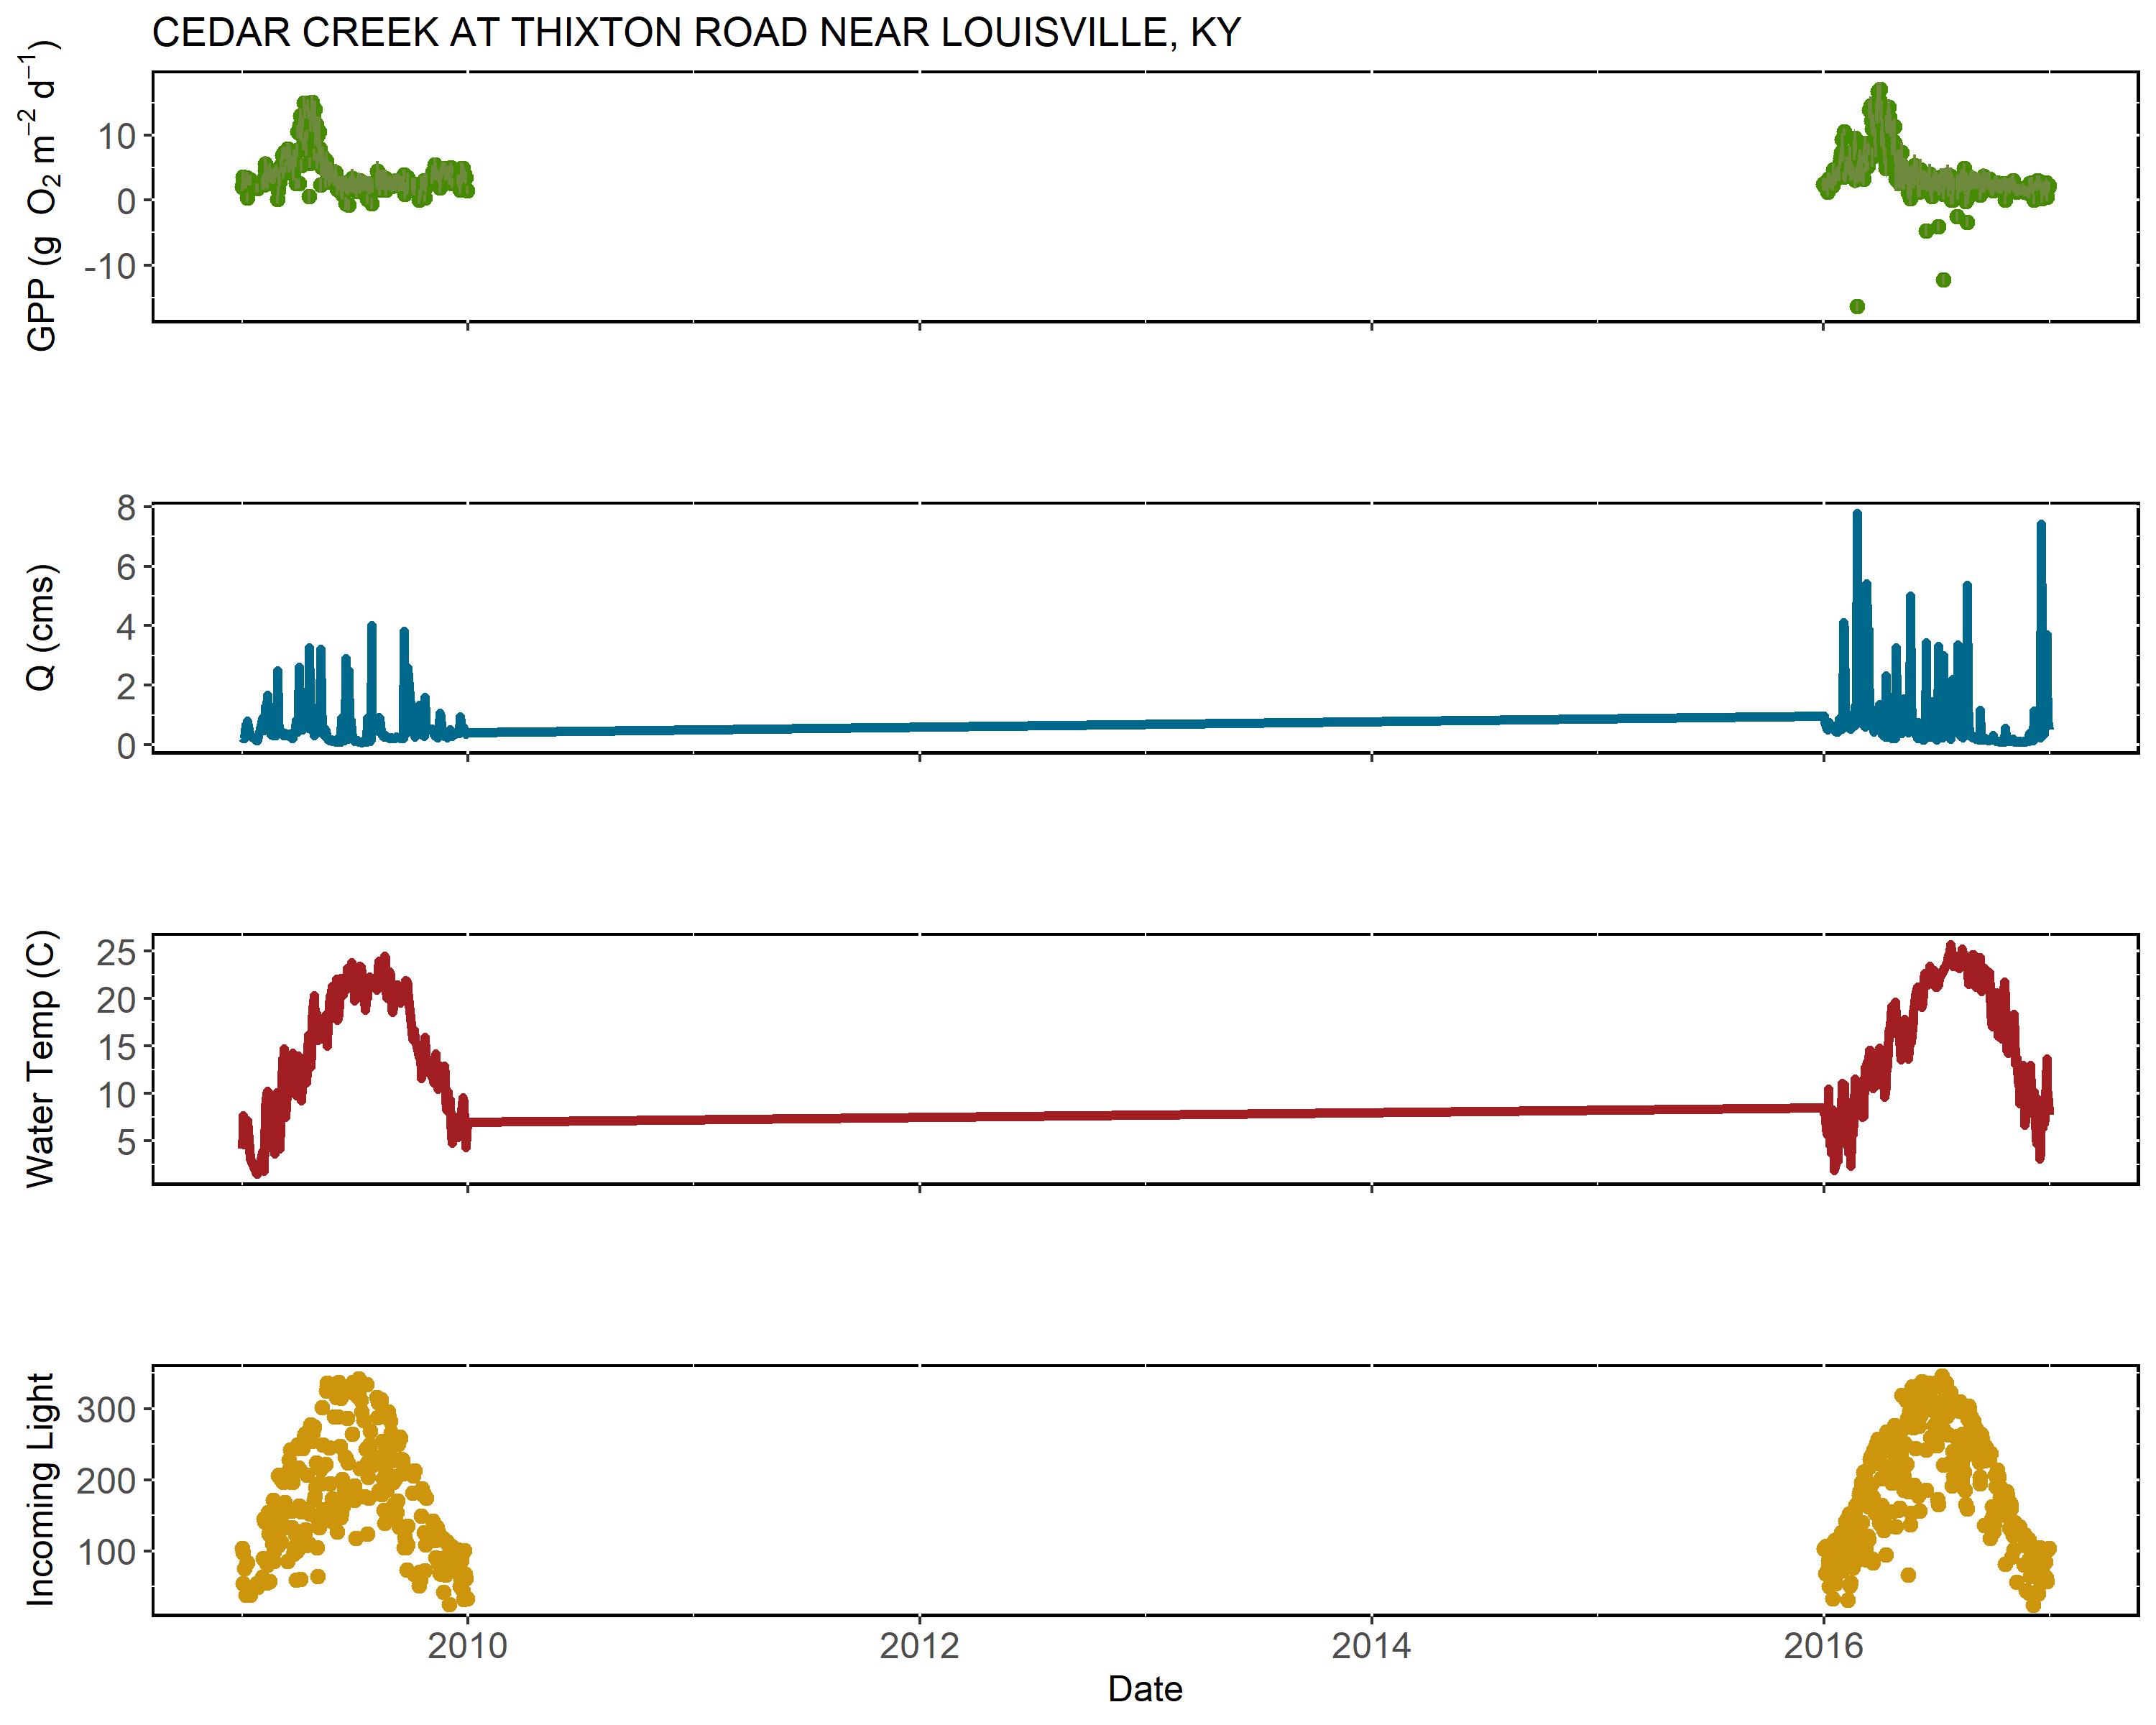 CEDAR CREEK AT THIXTON ROAD NEAR LOUISVILLE, KY
GPP (g O₂ m⁻² d⁻¹)
10
0
-10
Q (cms)
8
6
4
2
0
Water Temp (C)
25
20
15
10
5
Incoming Light
300
200
100
2010 2012 2014 2016
Date